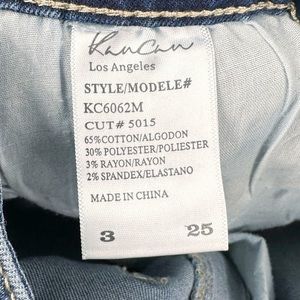 KanCan
Los Angeles
STYLE/MODELE#
KC6062M
CUT# 5015
65%COTTON/ALGODON
30% POLYESTER/POLIESTER
3% RAYON/RAYON
2% SPANDEX/ELASTANO
MADE IN CHINA
3 25